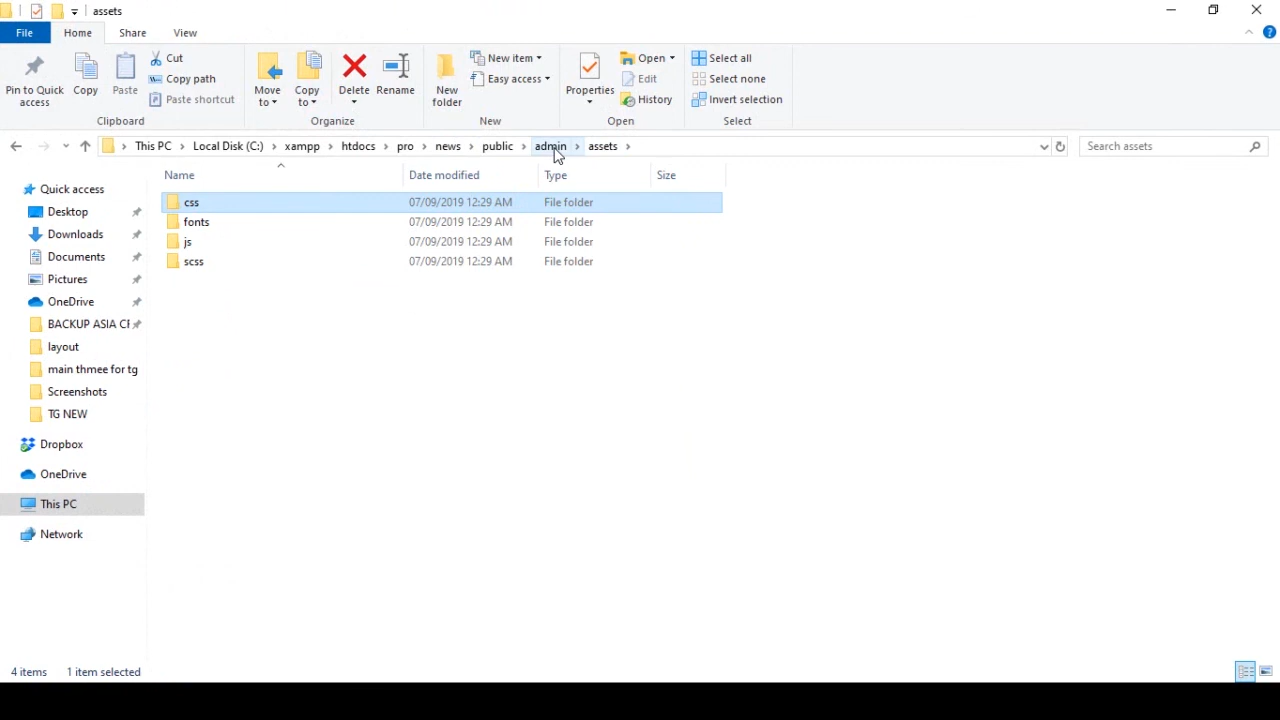 assets
File Home Share View
Pin to Quick access
Copy
Paste
Cut
Copy path
Paste shortcut
Clipboard
Move to
Copy to
Delete
Rename
Organize
New folder
New item
Easy access
New
Properties
Open
Edit
History
Open
Select all
Select none
Invert selection
Select
This PC Local Disk (C:) xampp htdocs pro news public admin assets
Search assets
Name Date modified Type Size
css 07/09/2019 12:29 AM File folder
fonts 07/09/2019 12:29 AM File folder
js 07/09/2019 12:29 AM File folder
scss 07/09/2019 12:29 AM File folder
Quick access
Desktop
Downloads
Documents
Pictures
OneDrive
BACKUP ASIA
layout
main thmee for tg
Screenshots
TG NEW
Dropbox
OneDrive
This PC
Network
4 items 1 item selected